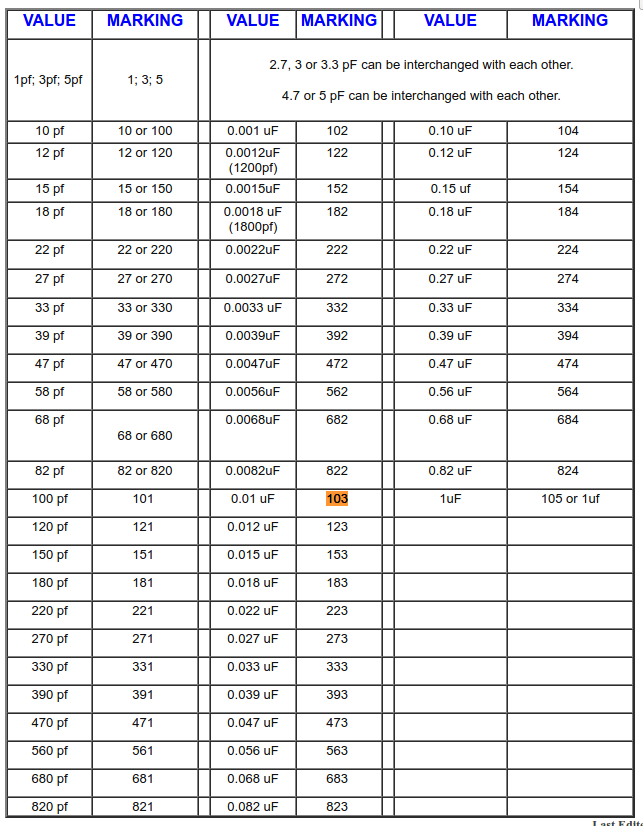 VALUE MARKING VALUE MARKING VALUE MARKING
1pf; 3pf; 5pf 1; 3; 5 2.7, 3 or 3.3 pF can be interchanged with each other.
4.7 or 5 pF can be interchanged with each other.
10 pf 10 or 100 0.001 uF 102 0.10 uF 104
12 pf 12 or 120 0.0012uF 122 0.12 uF 124
(1200pf)
15 pf 15 or 150 0.0015uF 152 0.15 uf 154
18 pf 18 or 180 0.0018 uF 182 0.18 uF 184
(1800pf)
22 pf 22 or 220 0.0022uF 222 0.22 uF 224
27 pf 27 or 270 0.0027uF 272 0.27 uF 274
33 pf 33 or 330 0.0033 uF 332 0.33 uF 334
39 pf 39 or 390 0.0039uF 392 0.39 uF 394
47 pf 47 or 470 0.0047uF 472 0.47 uF 474
58 pf 58 or 580 0.0056uF 562 0.56 uF 564
68 pf 68 or 680 0.0068uF 682 0.68 uF 684
82 pf 82 or 820 0.0082uF 822 0.82 uF 824
100 pf 101 0.01 uF 103 1uF 105 or 1uf
120 pf 121 0.012 uF 123
150 pf 151 0.015 uF 153
180 pf 181 0.018 uF 183
220 pf 221 0.022 uF 223
270 pf 271 0.027 uF 273
330 pf 331 0.033 uF 333
390 pf 391 0.039 uF 393
470 pf 471 0.047 uF 473
560 pf 561 0.056 uF 563
680 pf 681 0.068 uF 683
820 pf 821 0.082 uF 823